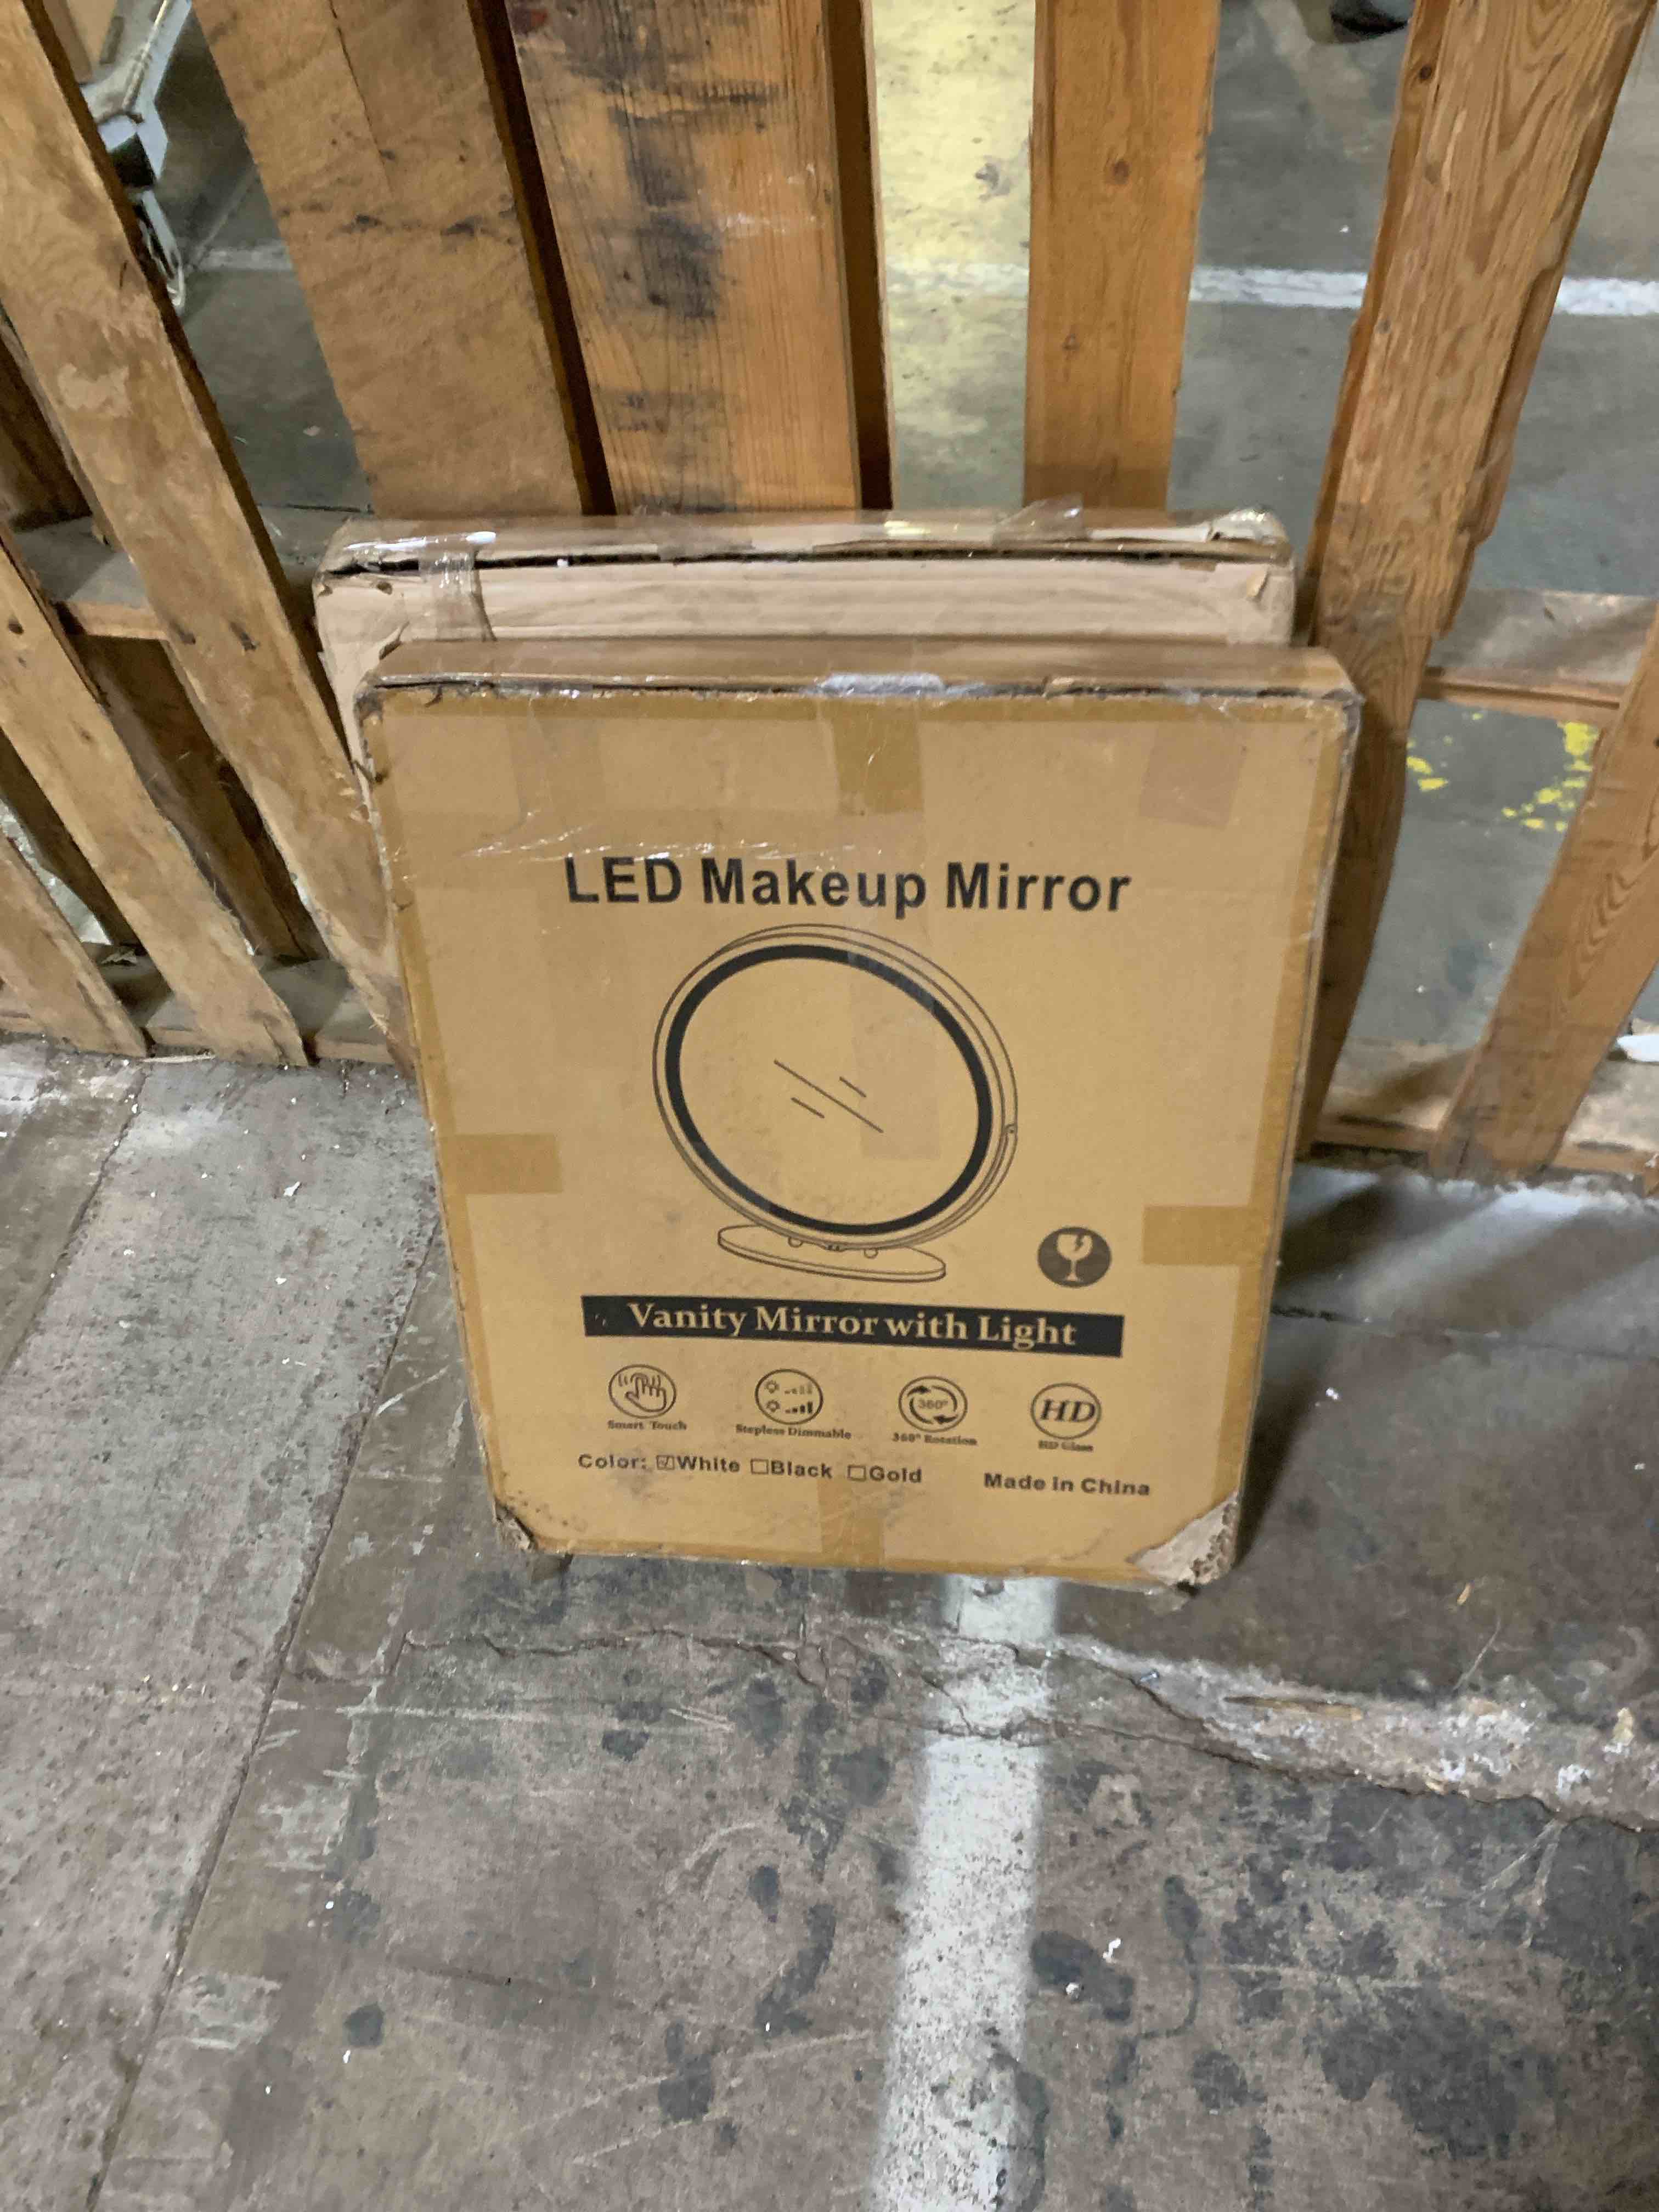 LED Makeup Mirror
Vanity Mirror with Light
Smart Touch
Stepless Dimmable
360°
360° Rotation
HD
HD Glass
Color: ☑White ☐Black ☐Gold
Made in China